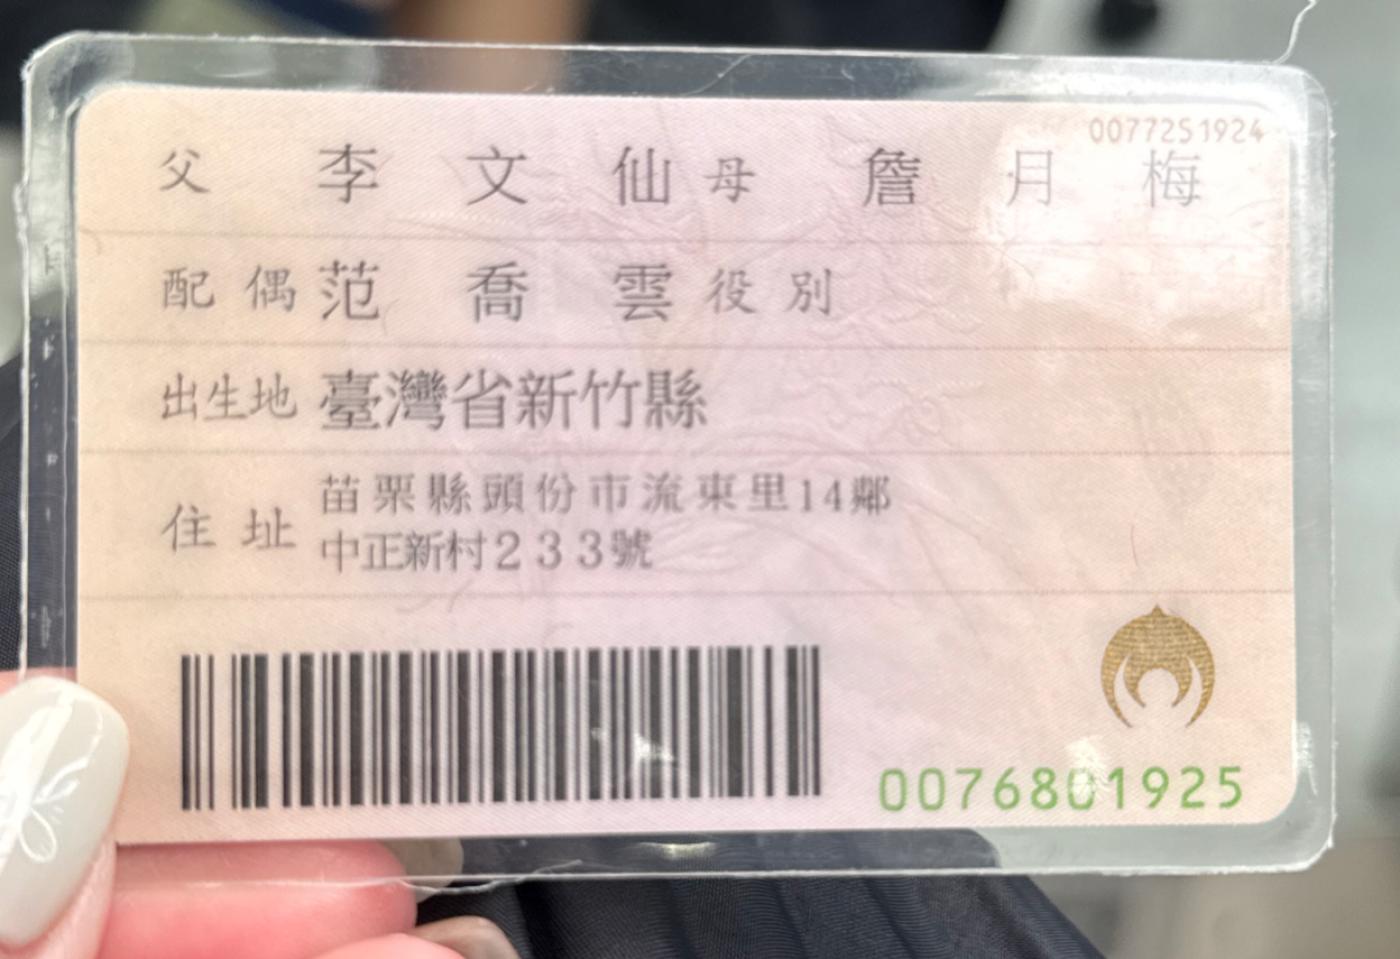 0077251924
父 李文仙 母 詹月梅
配偶 范喬雲 役別
出生地 臺灣省新竹縣
住址 苗栗縣頭份市流東里14鄰
中正新村233號
0076801925